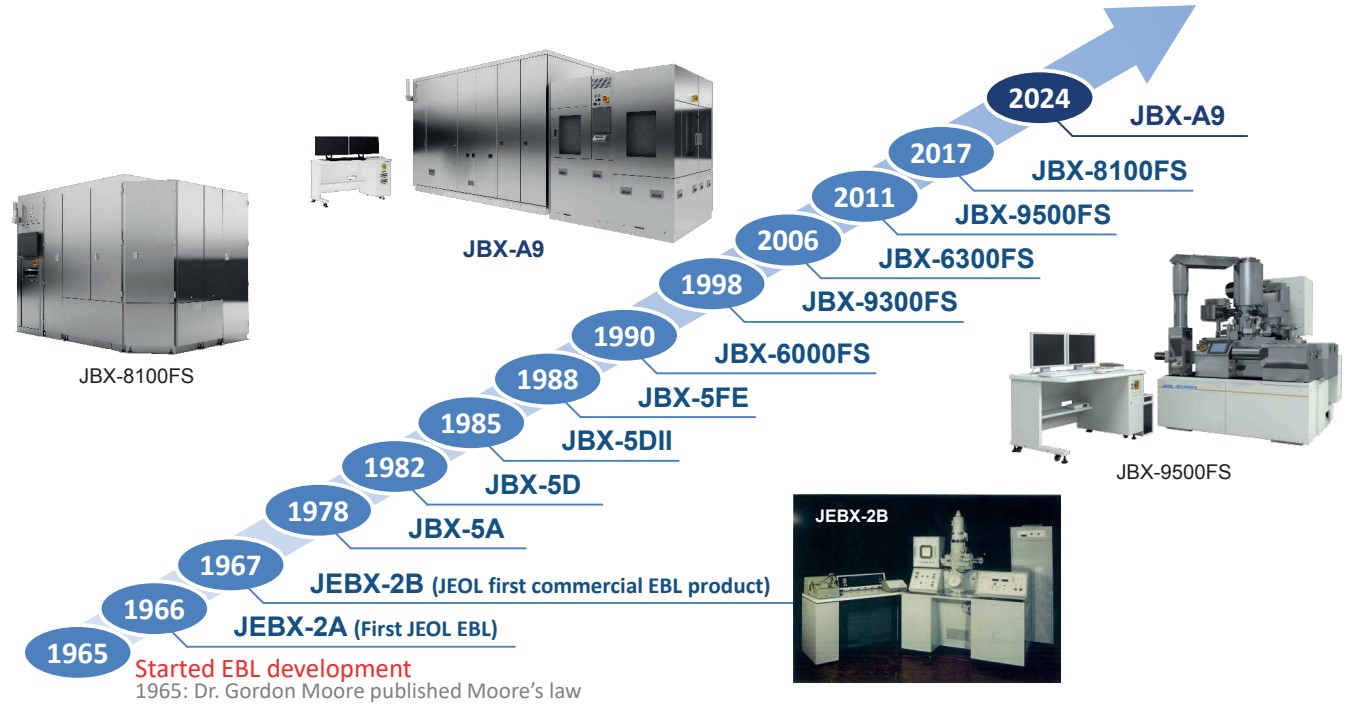 2024
JBX-A9
2017
JBX-8100FS
2011
JBX-9500FS
2006
JBX-6300FS
1998
JBX-9300FS
1990
JBX-6000FS
1988
JBX-5FE
1985
JBX-5DII
1982
JBX-5D
1978
JBX-5A
1967
JEBX-2B (JEOL first commercial EBL product)
1966
JEBX-2A (First JEOL EBL)
1965
Started EBL development
1965: Dr. Gordon Moore published Moore's law
JBX-A9
JBX-8100FS
JBX-9500FS
JEBX-2B